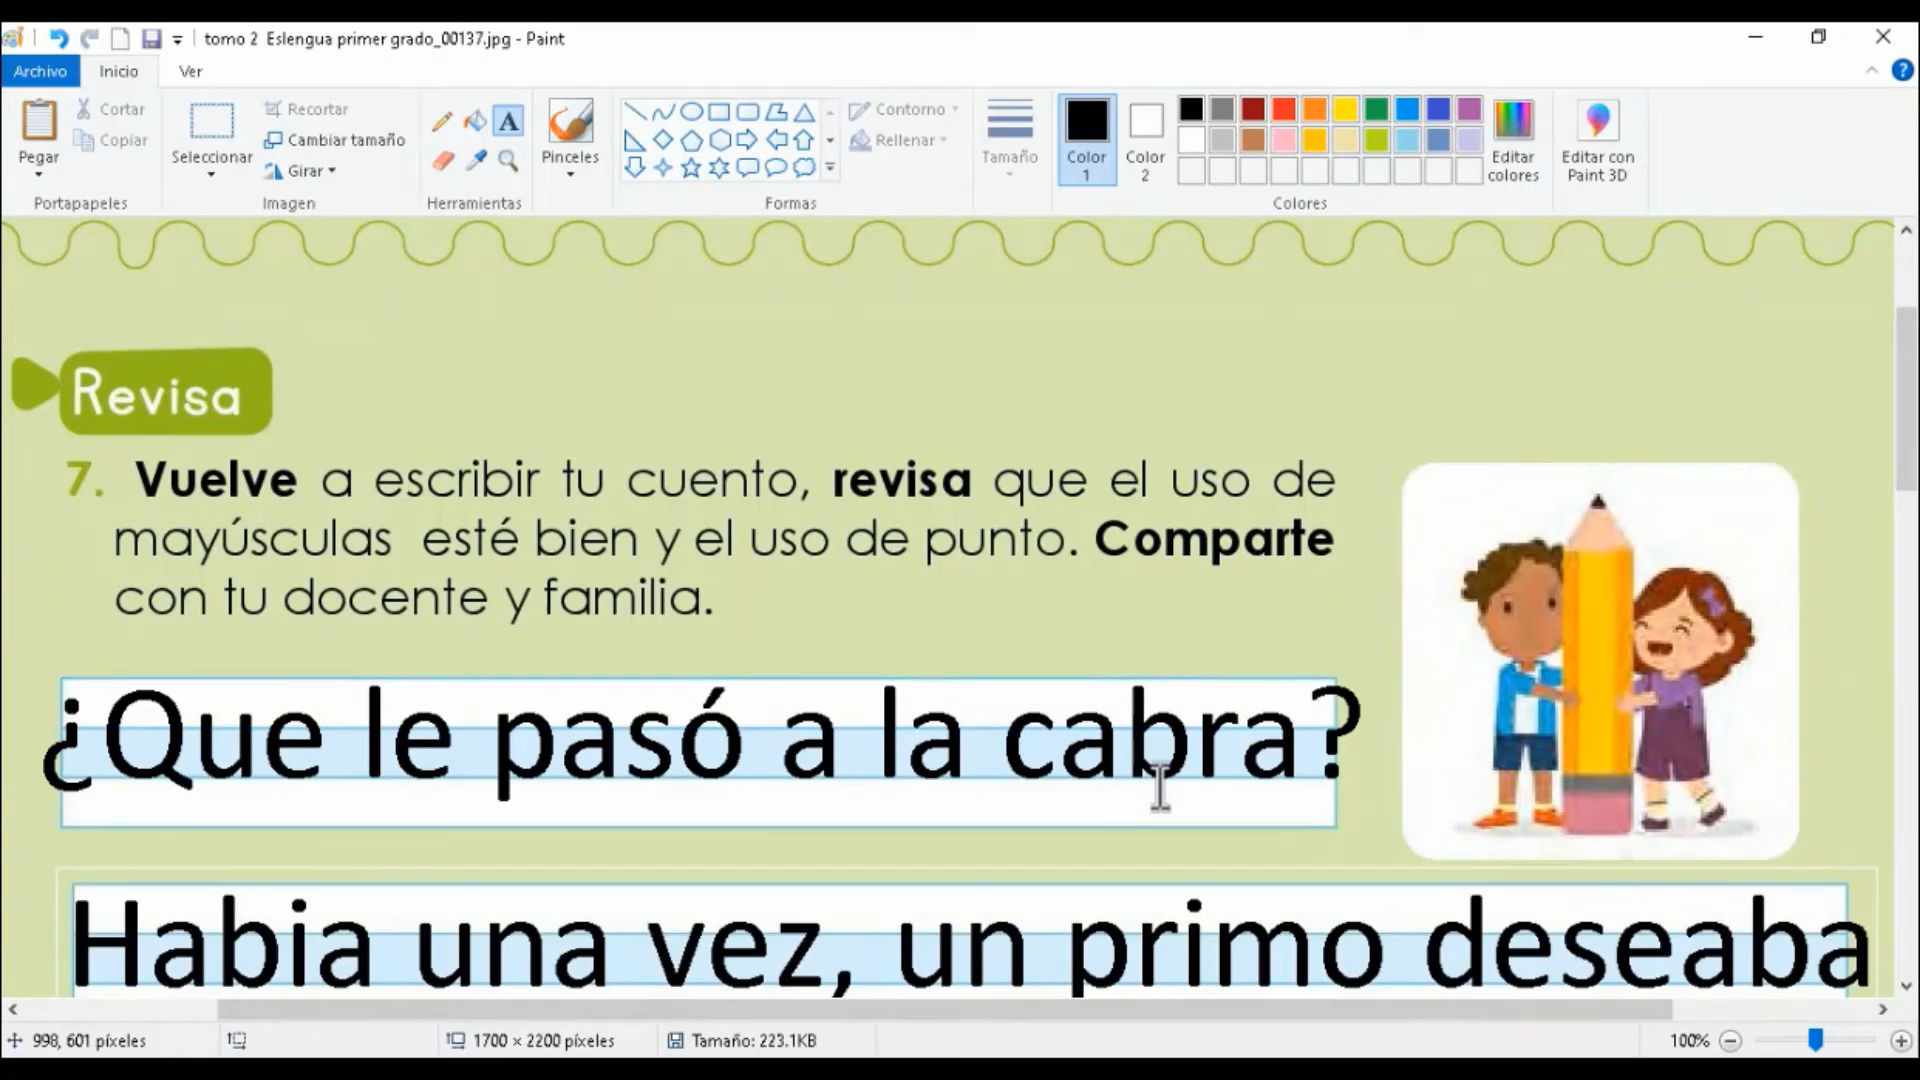 tomo 2 Eslengua primer grado_00137.jpg - Paint
Archivo Inicio Ver
Pegar
Cortar
Copiar
Portapapeles
Seleccionar
Recortar
Cambiar tamaño
Girar
Imagen
A
Herramientas
Pinceles
Formas
Contorno
Rellenar
Tamaño
Color 1
Color 2
Colores
Editar colores
Editar con Paint 3D
?
Revisa
7. Vuelve a escribir tu cuento, revisa que el uso de
mayúsculas esté bien y el uso de punto. Comparte
con tu docente y familia.
¿Que le pasó a la cabra?
Habia una vez, un primo deseaba
998, 601 píxeles
1700 × 2200 píxeles
Tamaño: 223.1KB
100%